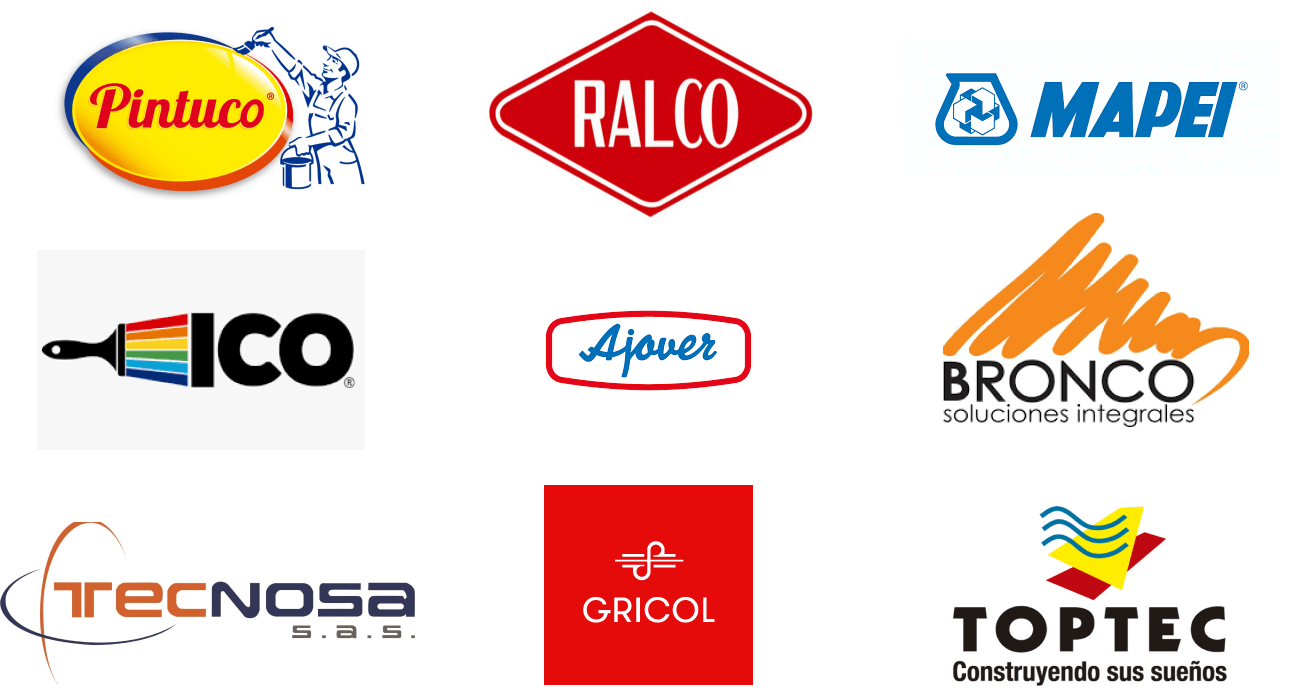 Pintuco®
RALCO
MAPEI®
ICO®
Ajover
BRONCO
soluciones integrales
TECNOSA
s.a.s.
GRICOL
TOPTEC
Construyendo sus sueños